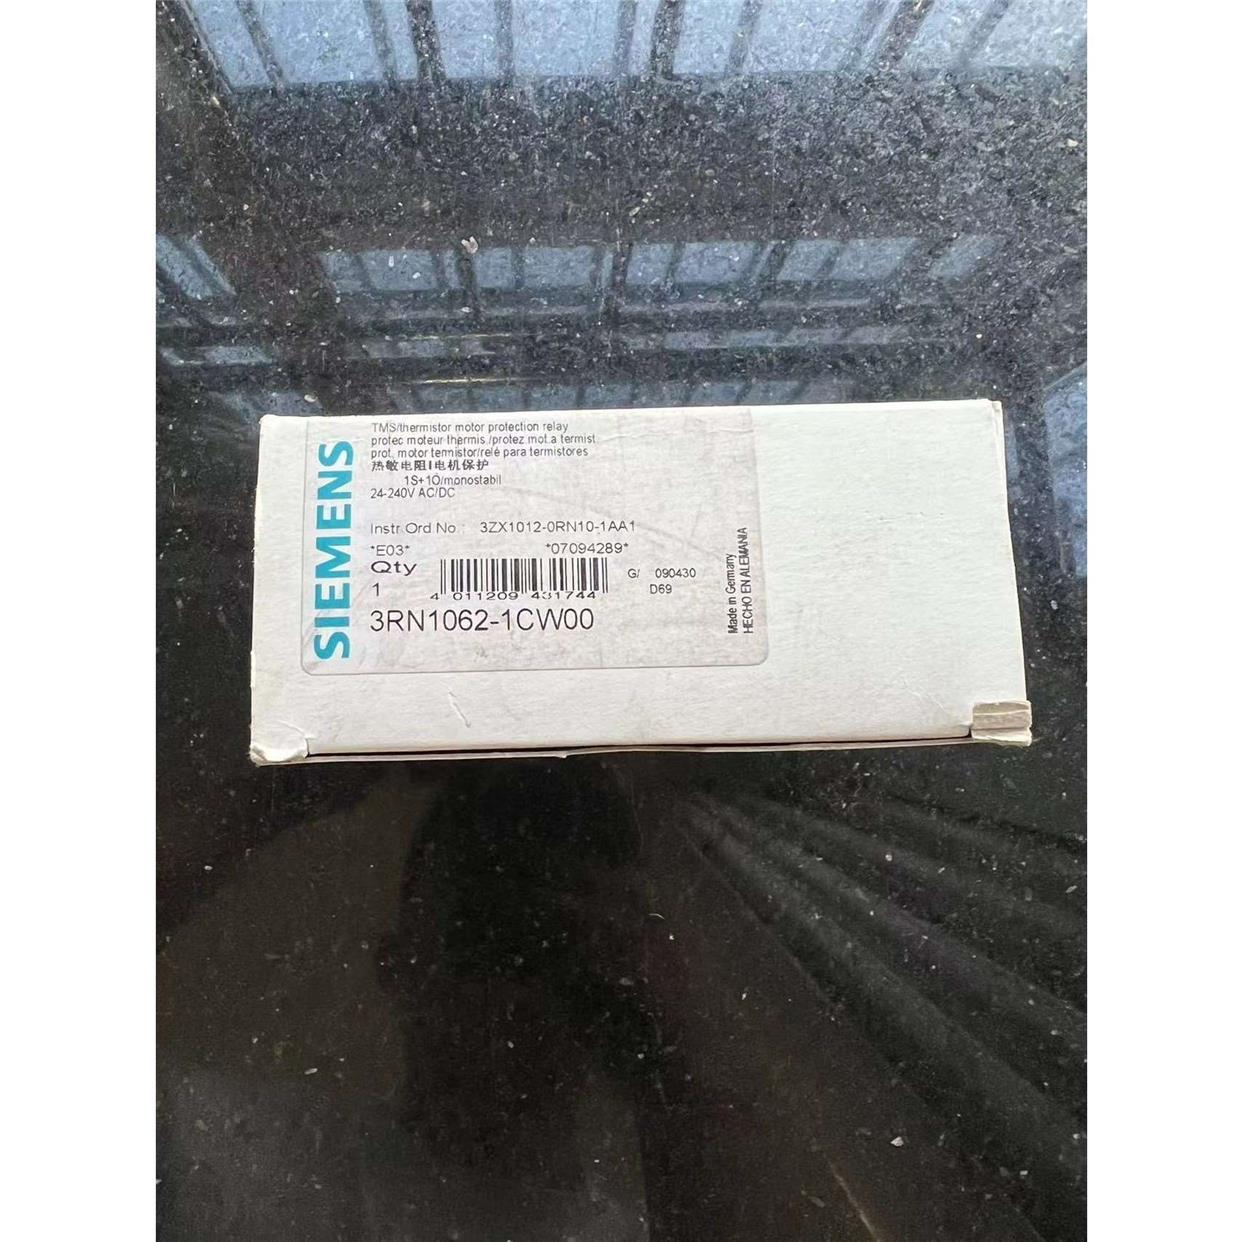 SIEMENS
TMS/thermistor motor protection relay
protec moteur thermis./protez mot.a termist.
prot. motor termistor/relé para termistores
热敏电阻 电机保护
1S+1O/monostabil
24-240V AC/DC
Instr.Ord No.: 3ZX1012-0RN10-1AA1
*E03* *07094289*
Qty
1
4 011209 431744
G/ 090430
D69
3RN1062-1CW00
Made in Germany
HECHO EN ALEMANIA